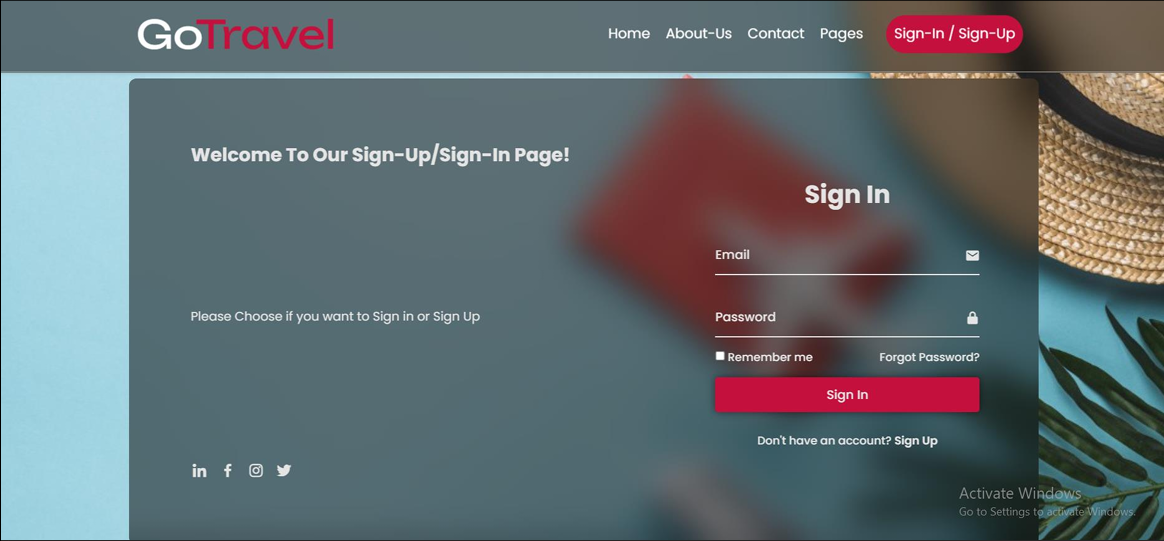 GoTravel
Home About-Us Contact Pages Sign-In / Sign-Up
Welcome To Our Sign-Up/Sign-In Page!
Sign In
Email
Please Choose if you want to Sign in or Sign Up
Password
Remember me Forgot Password?
Sign In
Don't have an account? Sign Up
Activate Windows
Go to Settings to activate Windows.